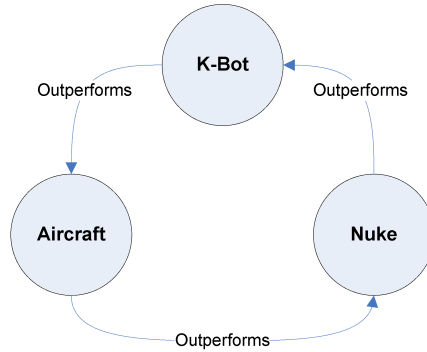 K-Bot
Outperforms
Outperforms
Aircraft
Nuke
Outperforms